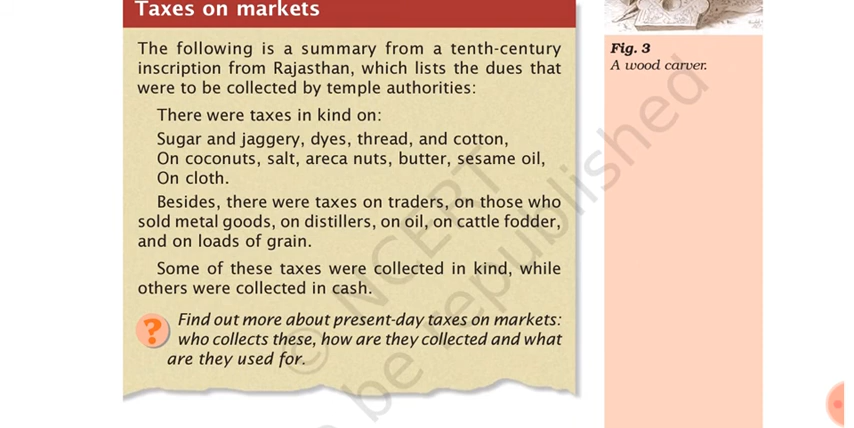 Taxes on markets
The following is a summary from a tenth-century
inscription from Rajasthan, which lists the dues that
were to be collected by temple authorities:
There were taxes in kind on:
Sugar and jaggery, dyes, thread, and cotton,
On coconuts, salt, areca nuts, butter, sesame oil,
On cloth.
Besides, there were taxes on traders, on those who
sold metal goods, on distillers, on oil, on cattle fodder,
and on loads of grain.
Some of these taxes were collected in kind, while
others were collected in cash.
?
Find out more about present-day taxes on markets:
who collects these, how are they collected and what
are they used for.
Fig. 3
A wood carver.
© NCERT
be republished